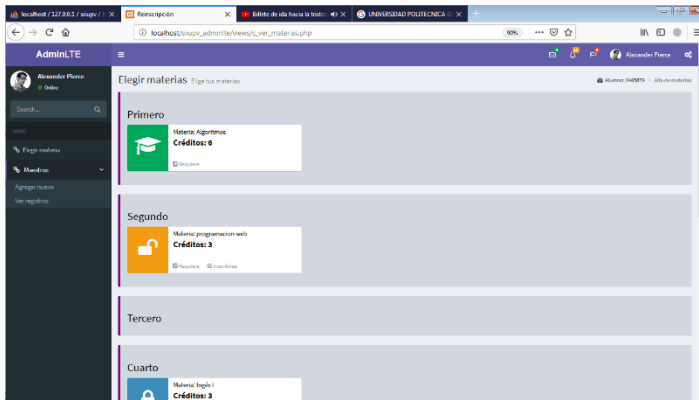 localhost / 127.0.0.1 / siupv /
Reinscripción
Billete de ida hacia la triste
UNIVERSIDAD POLITECNICA D
localhost/siupv_adminlte/views/c_ver_materias.php
90%
AdminLTE
Alexander Pierce
Alexander Pierce
Online
Search...
MENÚ
Elegir materia
Maestros
Agregar nuevo
Ver registros
Elegir materias Elige tus materias
Alta de materias
Primero
Materia: Algoritmos
Créditos: 6
Requiere
Segundo
Materia: programacion web
Créditos: 3
Requiere Inscribirse
Tercero
Cuarto
Materia: Inglés I
Créditos: 3